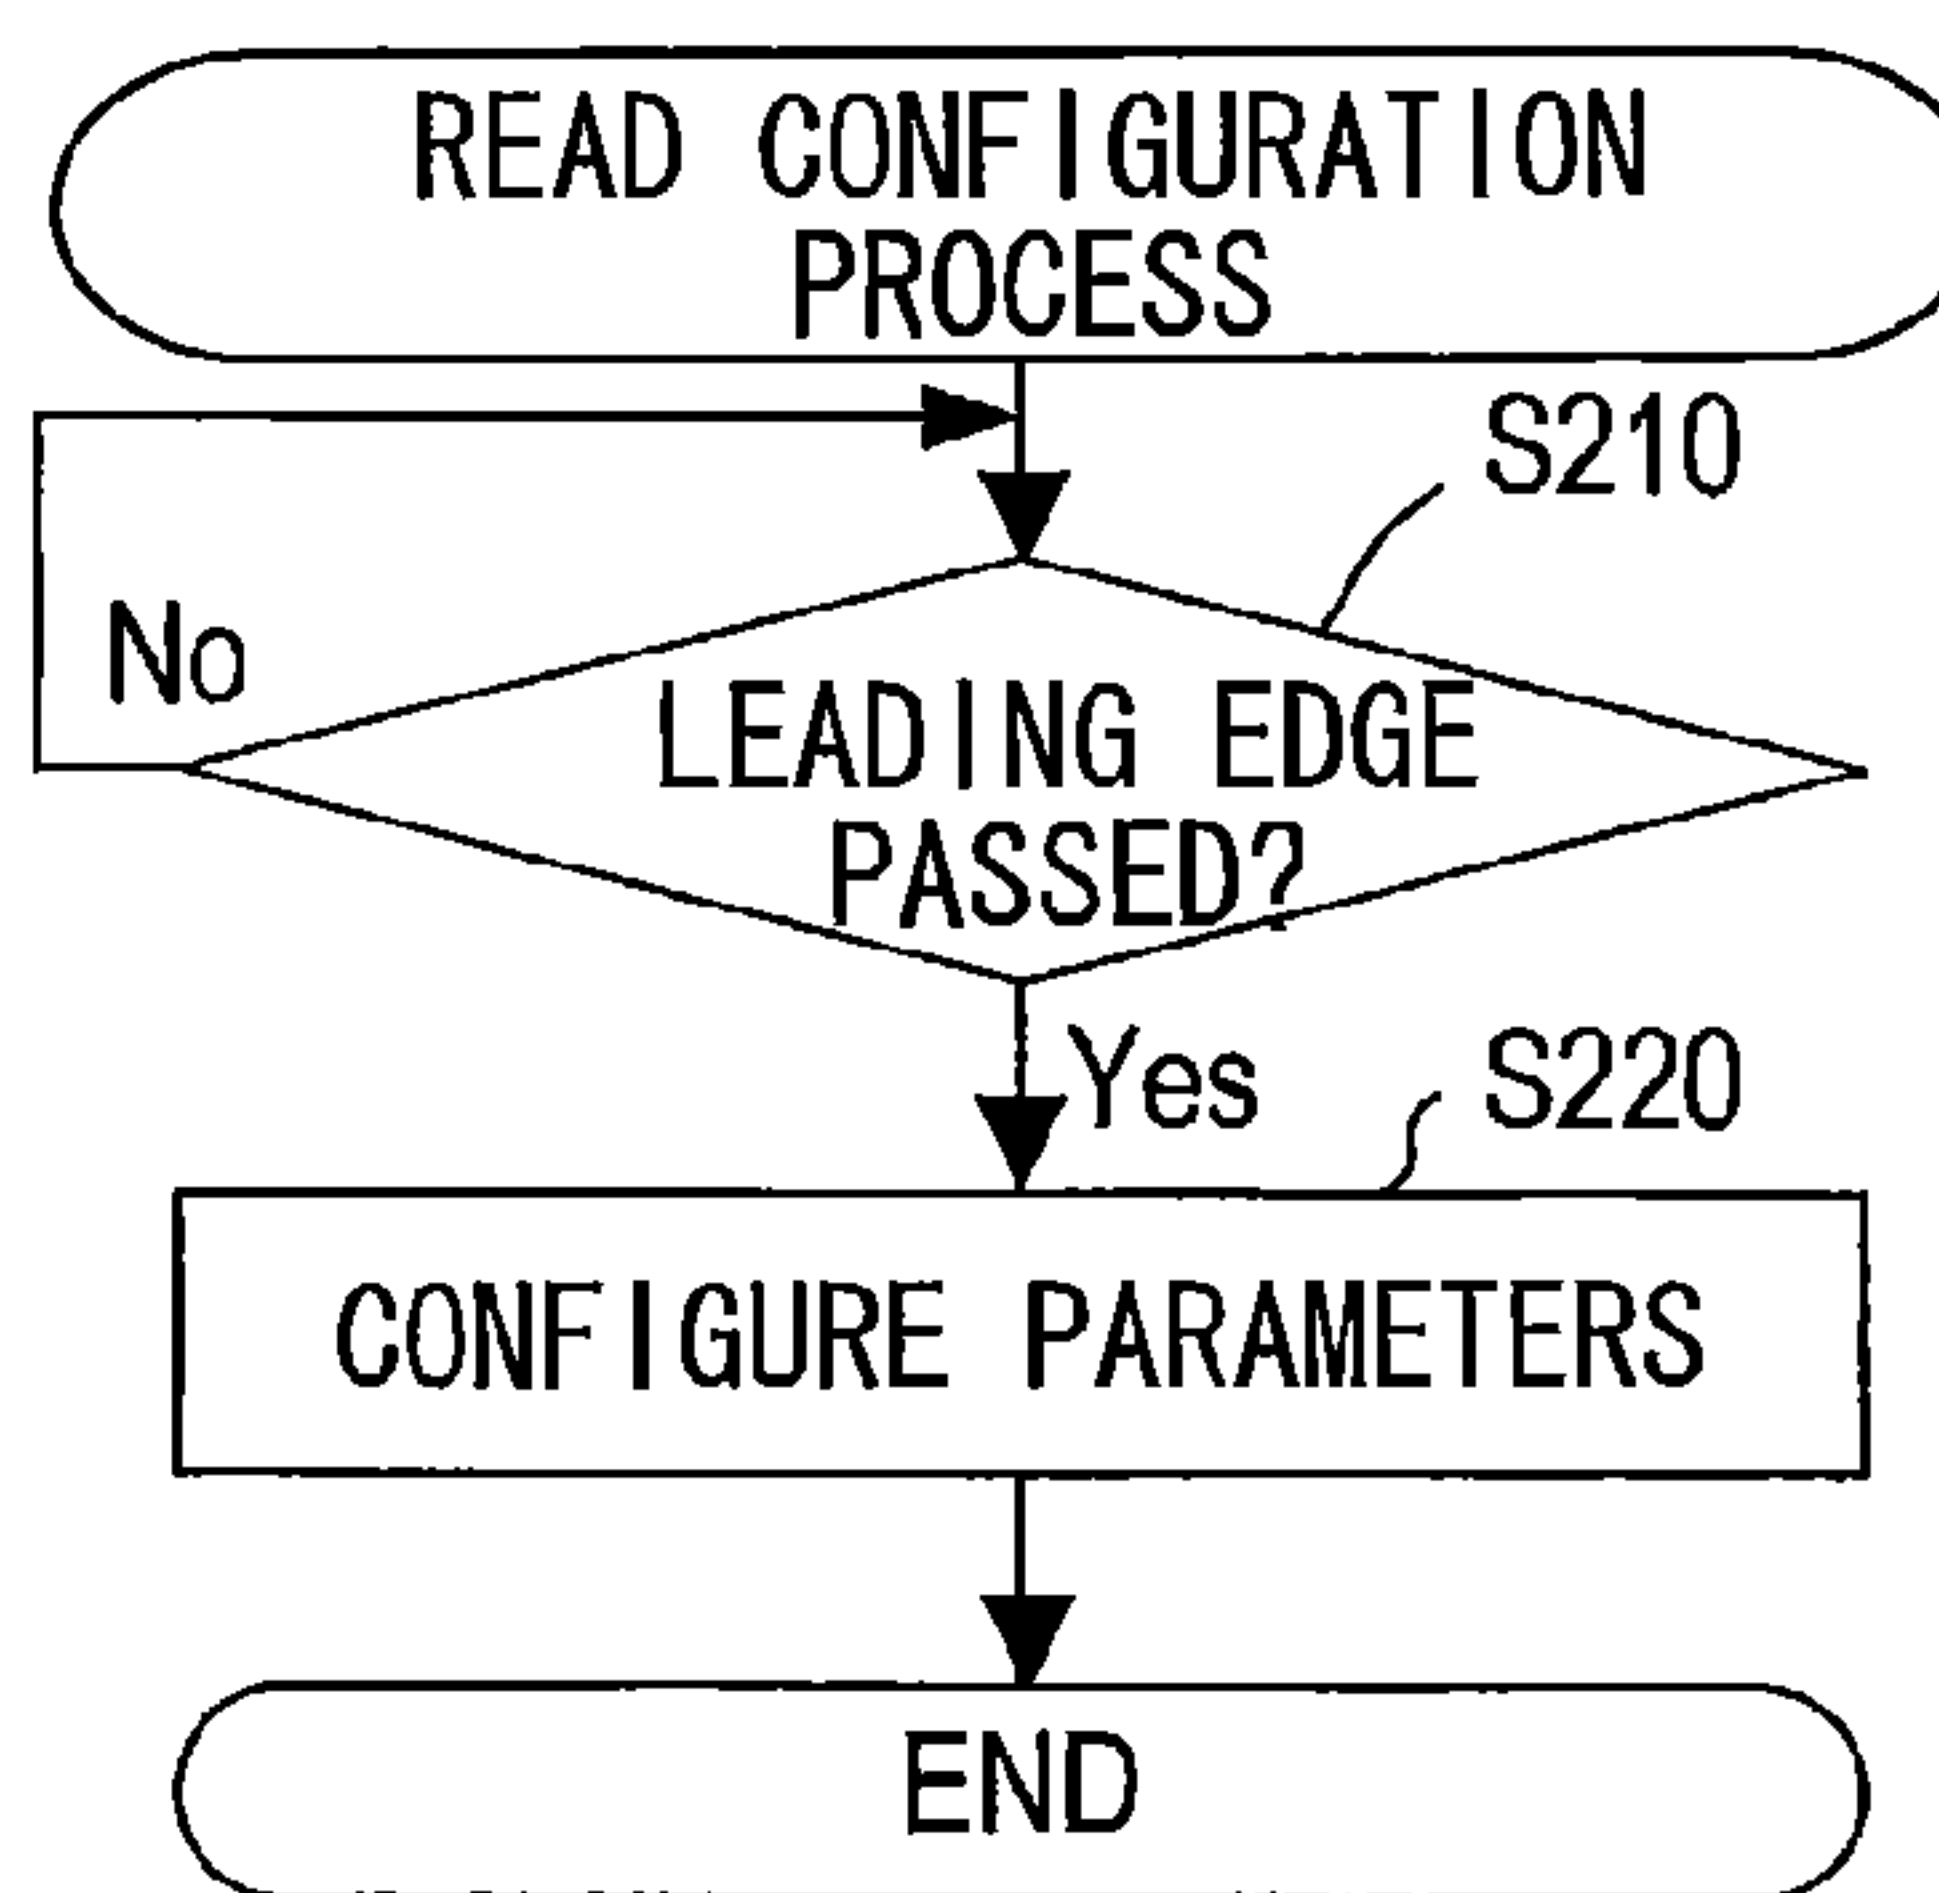 READ CONFIGURATION
PROCESS
S210
No
LEADING EDGE
PASSED?
Yes
S220
CONFIGURE PARAMETERS
END